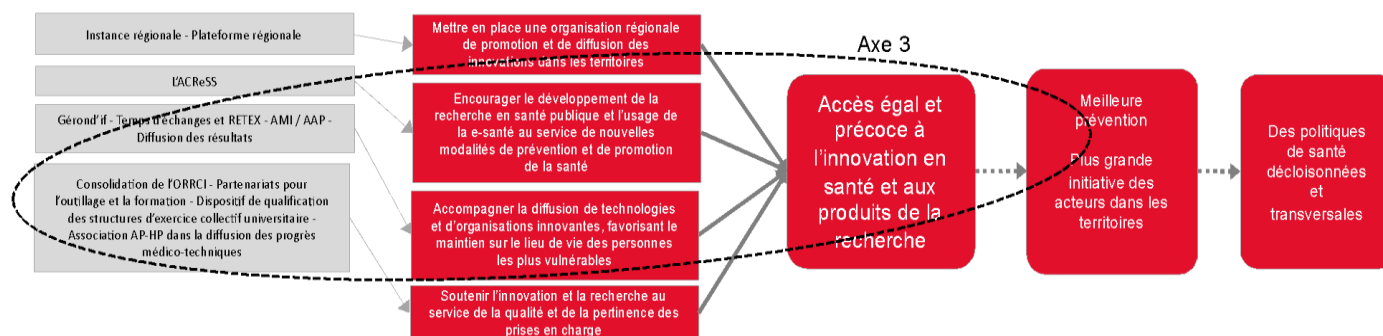 Instance régionale - Plateforme régionale
L'ACReSS
Gérond'if - Temps d'échanges et RETEX - AMI / AAP -
Diffusion des résultats
Consolidation de l'ORRCI - Partenariats pour
l'outillage et la formation - Dispositif de qualification
des structures d'exercice collectif universitaire -
Association AP-HP dans la diffusion des progrès
médico-techniques
Mettre en place une organisation régionale
de promotion et de diffusion des
innovations dans les territoires
Encourager le développement de la
recherche en santé publique et l'usage de
la e-santé au service de nouvelles
modalités de prévention et de promotion
de la santé
Accompagner la diffusion de technologies
et d'organisations innovantes, favorisant le
maintien sur le lieu de vie des personnes
les plus vulnérables
Soutenir l'innovation et la recherche au
service de la qualité et de la pertinence des
prises en charge
Axe 3
Accès égal et
précoce à
l'innovation en
santé et aux
produits de la
recherche
Meilleure
prévention
Plus grande
initiative des
acteurs dans les
territoires
Des politiques
de santé
décloisonnées
et
transversales